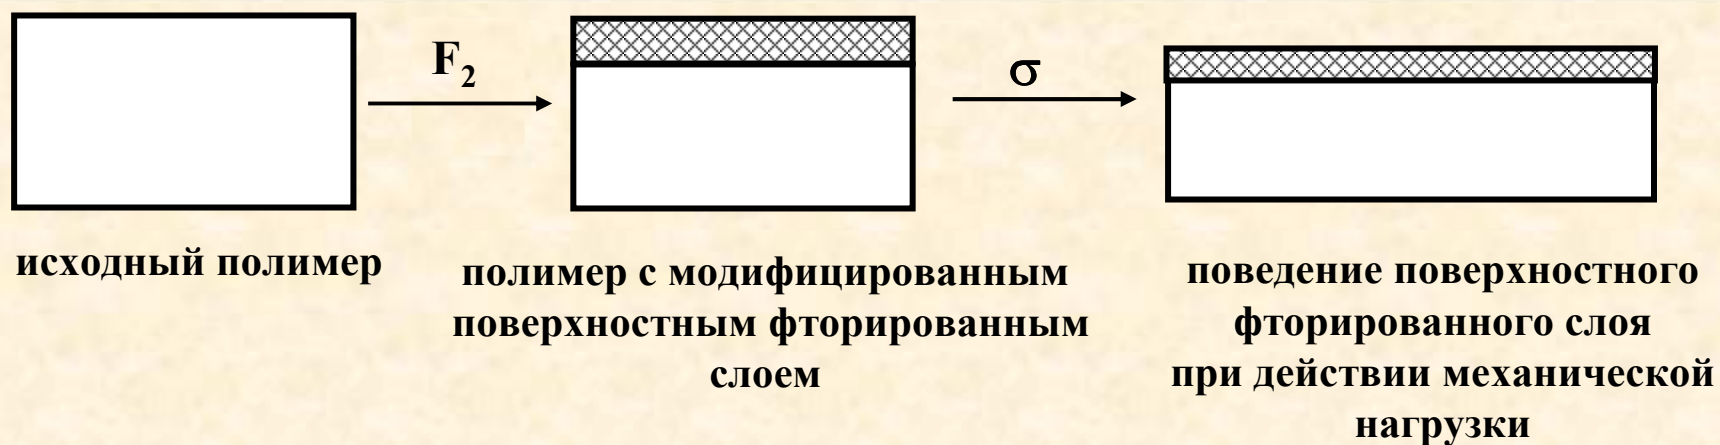 F₂
σ
исходный полимер
полимер с модифицированным
поверхностным фторированным
слоем
поведение поверхностного
фторированного слоя
при действии механической
нагрузки